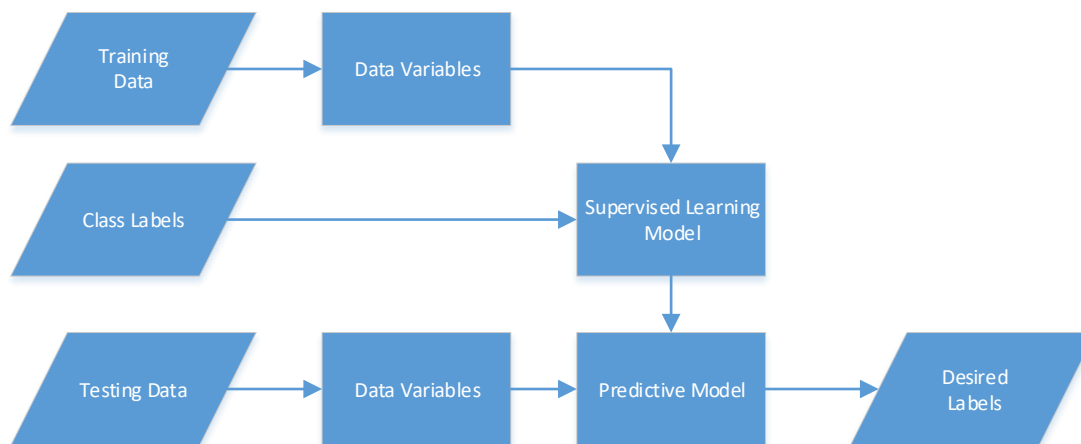 Training
Data
Data Variables
Class Labels
Supervised Learning
Model
Testing Data
Data Variables
Predictive Model
Desired
Labels